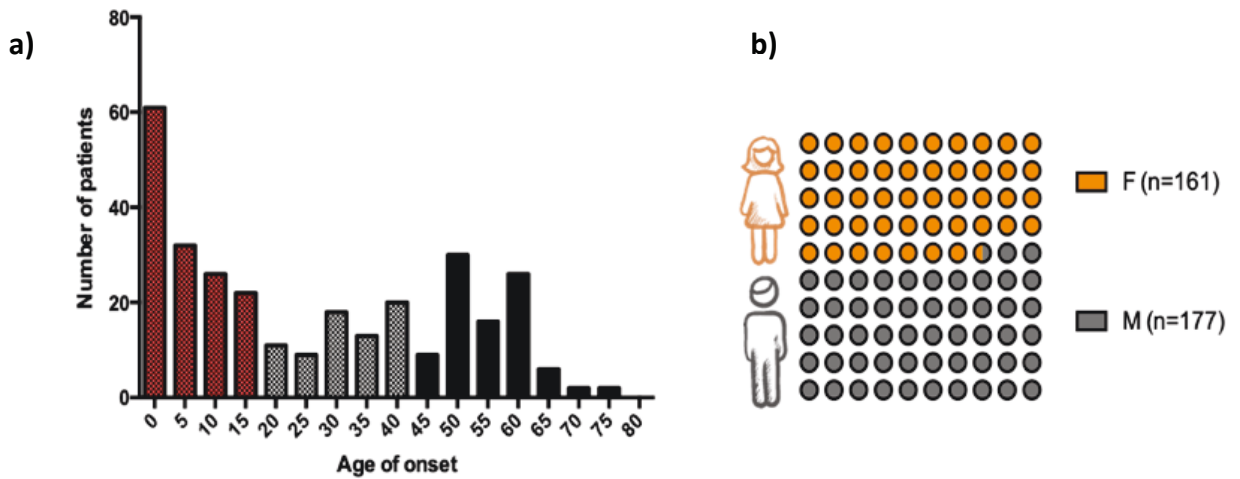 a)
80
60
40
20
0
Number of patients
0 5 10 15 20 25 30 35 40 45 50 55 60 65 70 75 80
Age of onset
b)
F (n=161)
M (n=177)